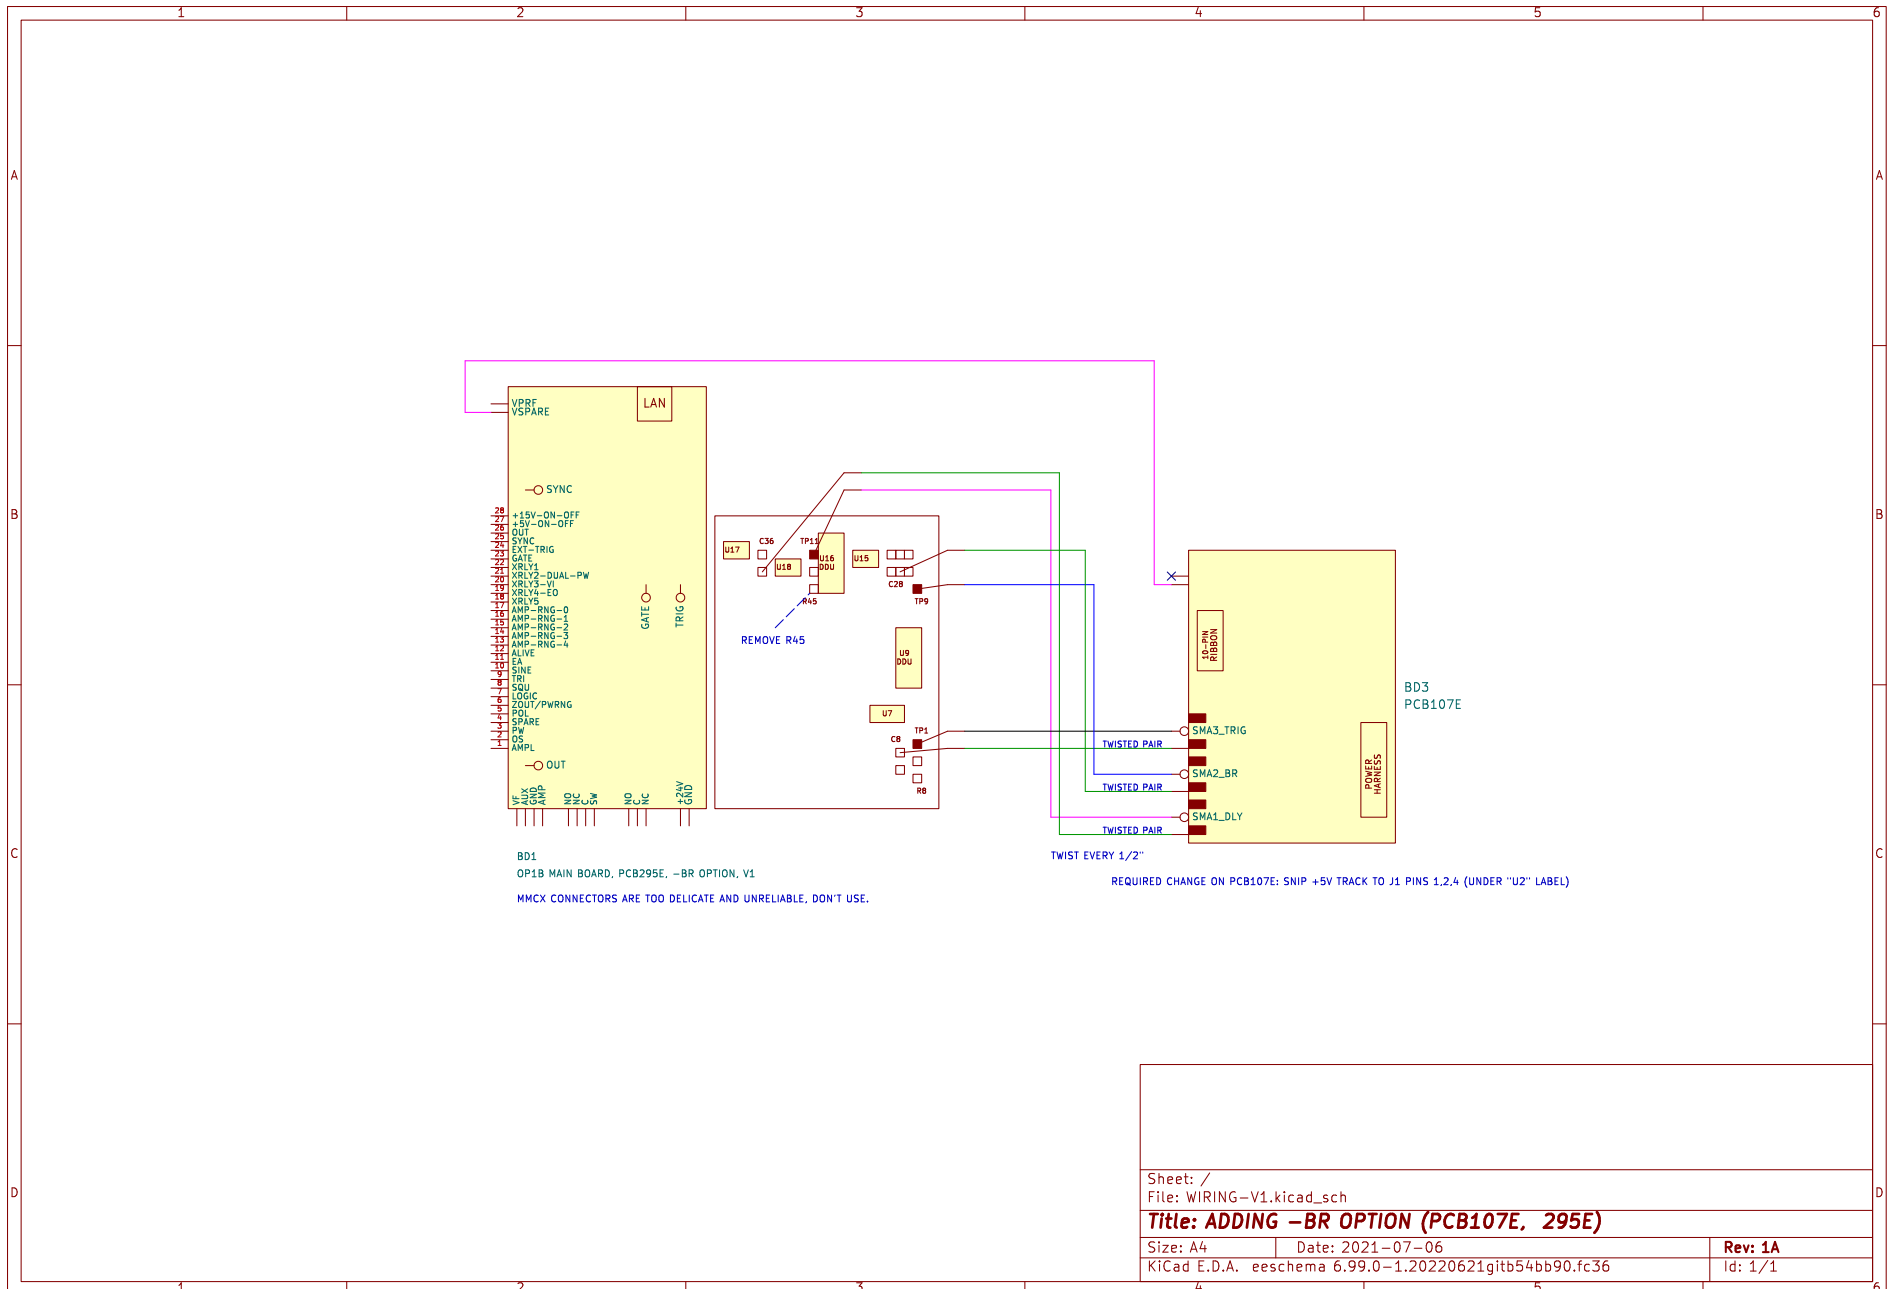 1 2 3 4 5 6
A A
VPRF
VSPARE
LAN
SYNC
B B
28 +15V-ON-OFF
27 +5V-ON-OFF
26 OUT
25 SYNC
24 EXT-TRIG
23 GATE
22 XRLY1
21 XRLY2-DUAL-PW
20 XRLY3-VI
19 XRLY4-EO
18 XRLY5
17 AMP-RNG-0
16 AMP-RNG-1
15 AMP-RNG-2
14 AMP-RNG-3
13 AMP-RNG-4
12 ALIVE
11 EA
10 SINE
9 TRI
8 SQU
7 LOGIC
6 ZOUT/PWRNG
5 POL
4 SPARE
3 PW
2 OS
1 AMPL
GATE
TRIG
OUT
VF
AUX
GND
AMP
NO
NC
C
SW
NO
C
NC
+24V
GND
U17
C36
U18
TP11
U16
DDU
U15
R45
REMOVE R45
C28
TP9
U9
DDU
U7
TP1
C8
R8
10-PIN
RIBBON
BD3
PCB107E
SMA3_TRIG
TWISTED PAIR
SMA2_BR
TWISTED PAIR
SMA1_DLY
TWISTED PAIR
POWER
HARNESS
C C
BD1
OP1B MAIN BOARD, PCB295E, -BR OPTION, V1
MMCX CONNECTORS ARE TOO DELICATE AND UNRELIABLE, DON'T USE.
TWIST EVERY 1/2"
REQUIRED CHANGE ON PCB107E: SNIP +5V TRACK TO J1 PINS 1,2,4 (UNDER "U2" LABEL)
D D
Sheet: /
File: WIRING-V1.kicad_sch
Title: ADDING -BR OPTION (PCB107E, 295E)
Size: A4 Date: 2021-07-06 Rev: 1A
KiCad E.D.A. eeschema 6.99.0-1.20220621gitb54bb90.fc36 Id: 1/1
1 2 3 4 5 6